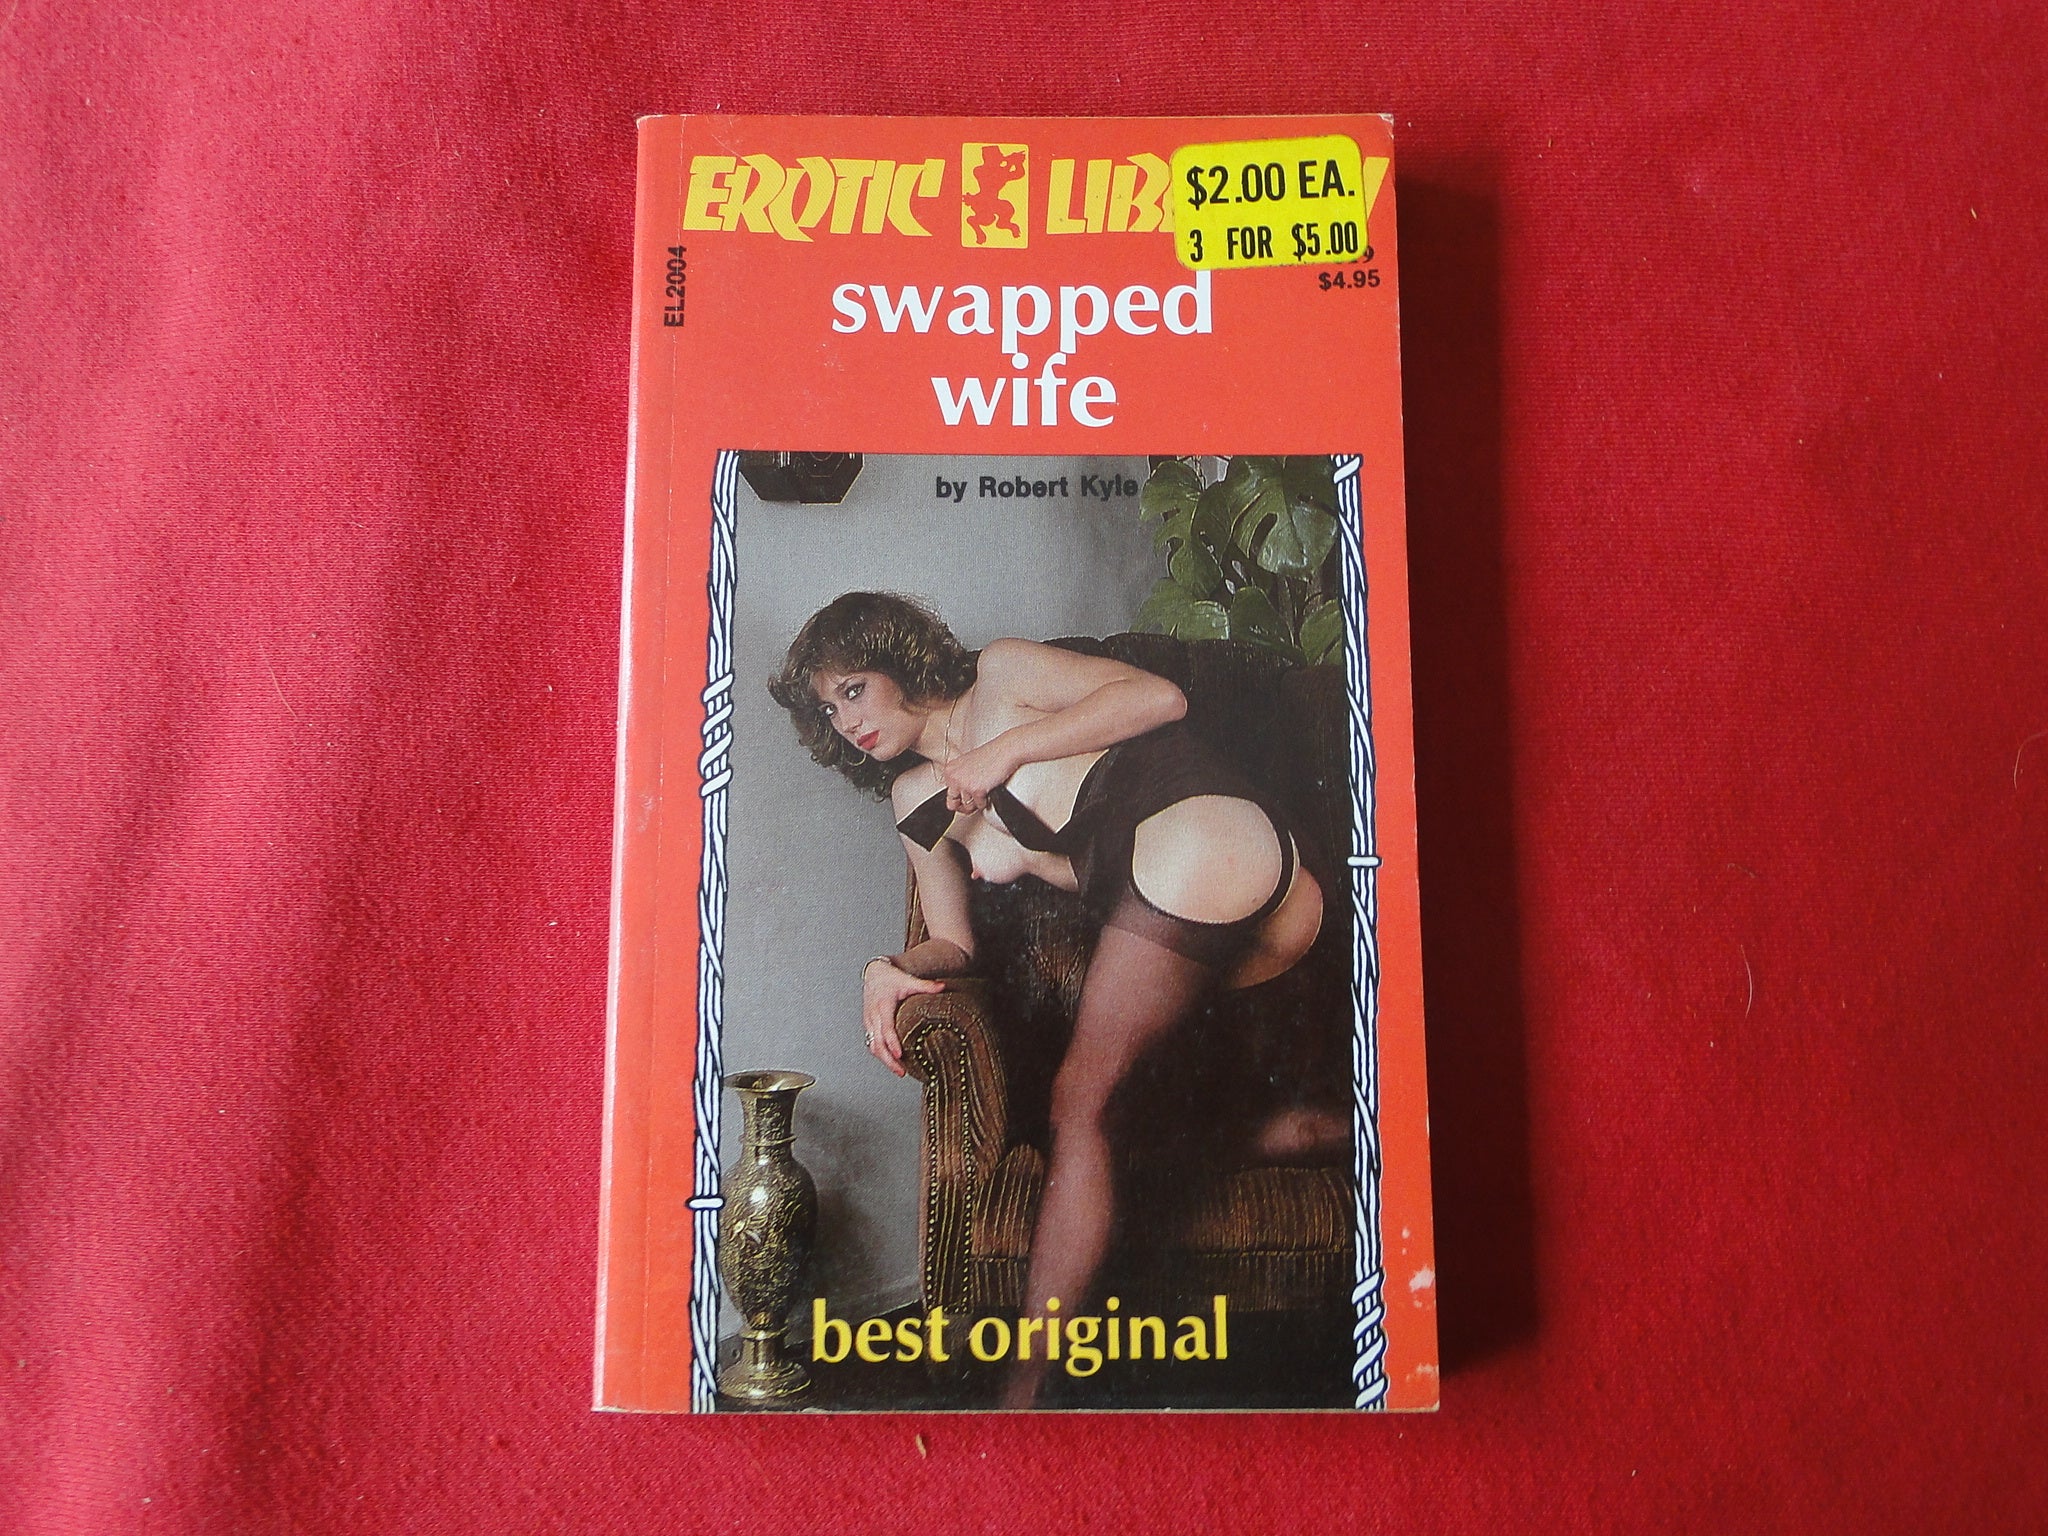 EROTIC LIB
$2.00 EA.
3 FOR $5.00
9
$4.95
EL2004
swapped
wife
by Robert Kyle
best original